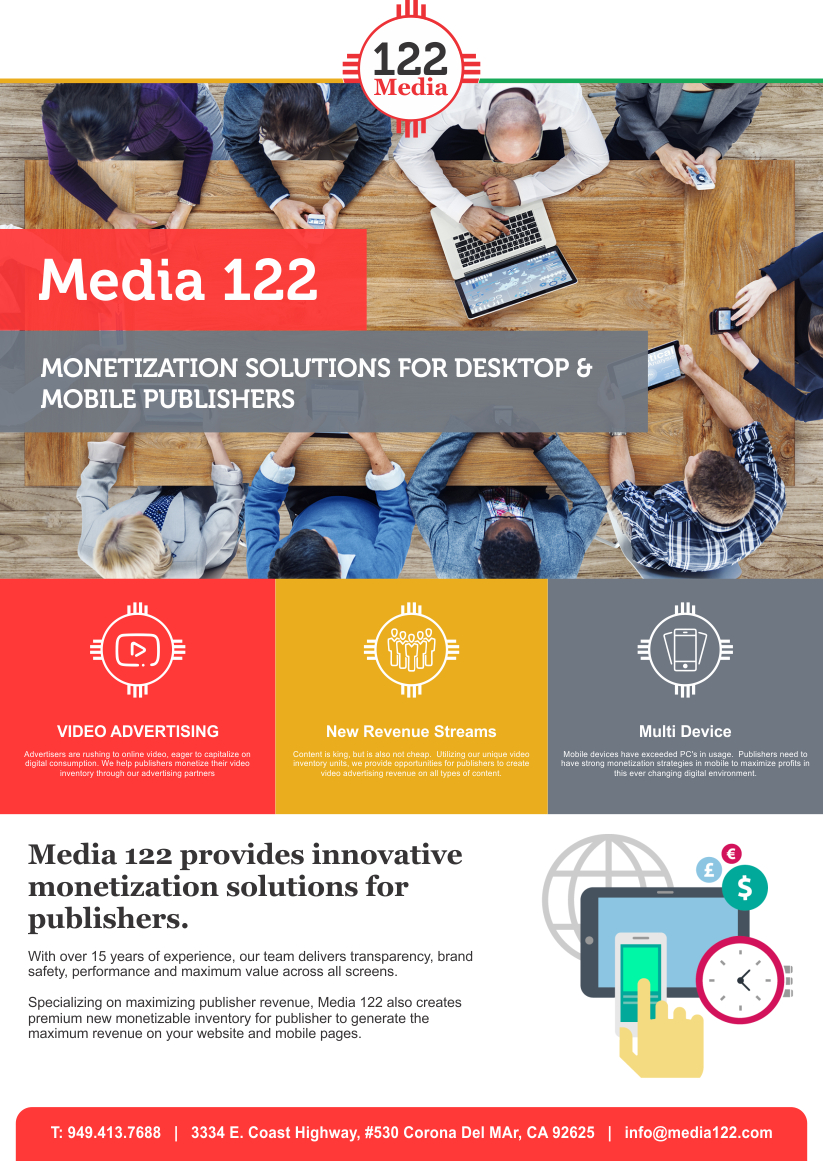 122
Media
Media 122
MONETIZATION SOLUTIONS FOR DESKTOP &
MOBILE PUBLISHERS
VIDEO ADVERTISING
Advertisers are rushing to online video, eager to capitalize on
digital consumption. We help publishers monetize their video
inventory through our advertising partners
New Revenue Streams
Content is king, but is also not cheap.  Utilizing our unique video
inventory units, we provide opportunities for publishers to create
video advertising revenue on all types of content.
Multi Device
Mobile devices have exceeded PC's in usage.  Publishers need to
have strong monetization strategies in mobile to maximize profits in
this ever changing digital environment.
Media 122 provides innovative
monetization solutions for
publishers.
With over 15 years of experience, our team delivers transparency, brand
safety, performance and maximum value across all screens.
Specializing on maximizing publisher revenue, Media 122 also creates
premium new monetizable inventory for publisher to generate the
maximum revenue on your website and mobile pages.
£
€
$
T: 949.413.7688   |   3334 E. Coast Highway, #530 Corona Del MAr, CA 92625   |   info@media122.com